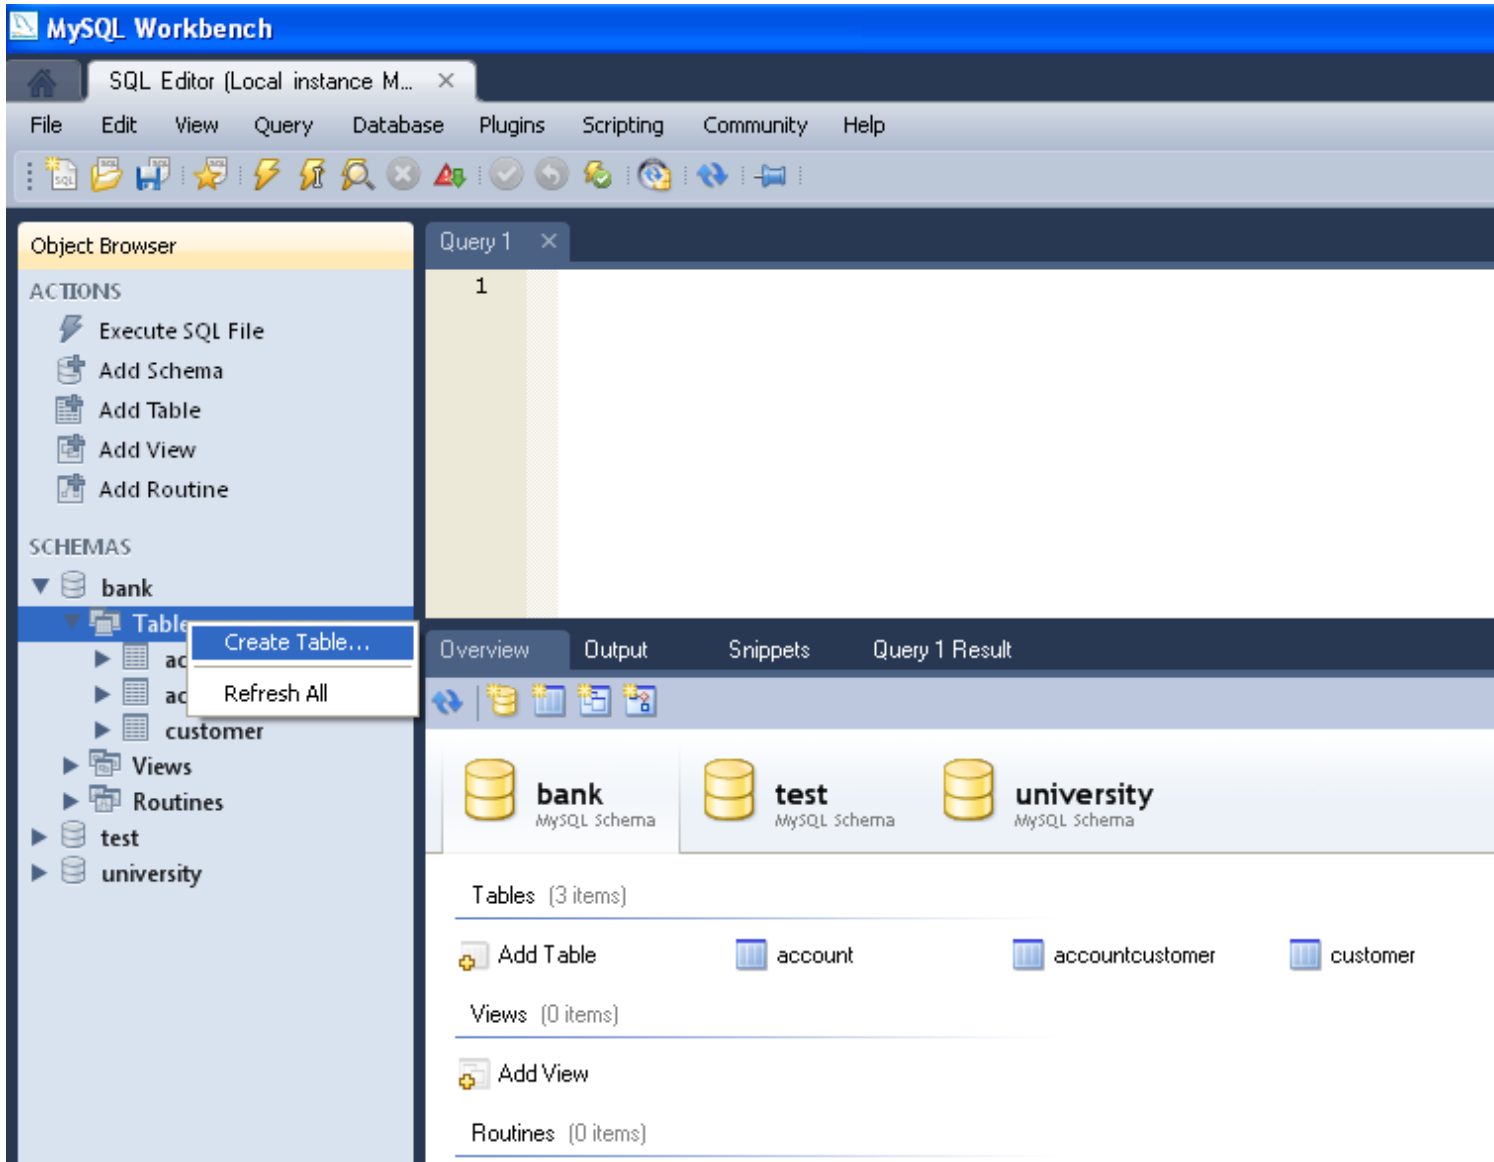 MySQL Workbench
SQL Editor (Local instance M...
File Edit View Query Database Plugins Scripting Community Help
Object Browser
ACTIONS
Execute SQL File
Add Schema
Add Table
Add View
Add Routine
SCHEMAS
bank
Table
Create Table...
ac
ac
Refresh All
customer
Views
Routines
test
university
Query 1
1
Overview Output Snippets Query 1 Result
bank
MySQL Schema
test
MySQL Schema
university
MySQL Schema
Tables (3 items)
Add Table account accountcustomer customer
Views (0 items)
Add View
Routines (0 items)